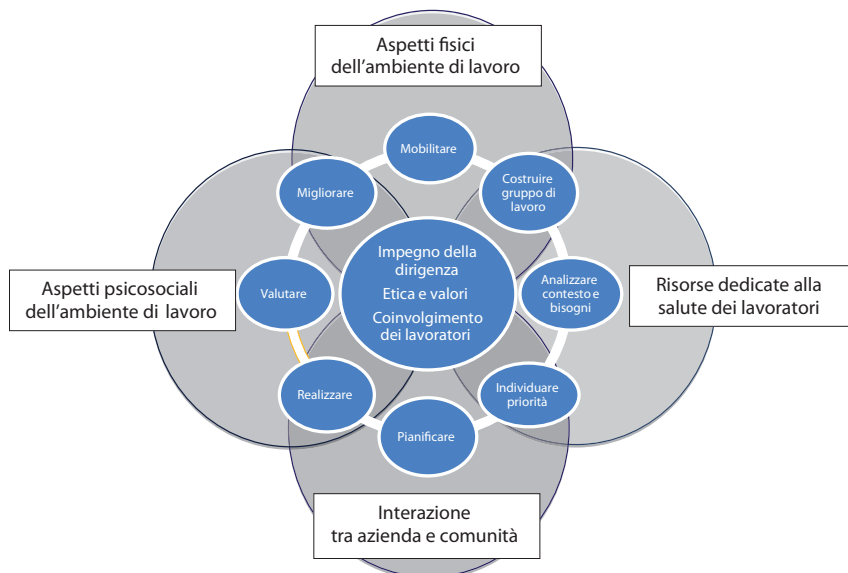 Aspetti fisici
dell'ambiente di lavoro
Mobilitare
Migliorare
Costruire
gruppo di
lavoro
Impegno della
dirigenza
Etica e valori
Coinvolgimento
dei lavoratori
Aspetti psicosociali
dell'ambiente di lavoro
Valutare
Analizzare
contesto e
bisogni
Risorse dedicate alla
salute dei lavoratori
Realizzare
Individuare
priorità
Pianificare
Interazione
tra azienda e comunità